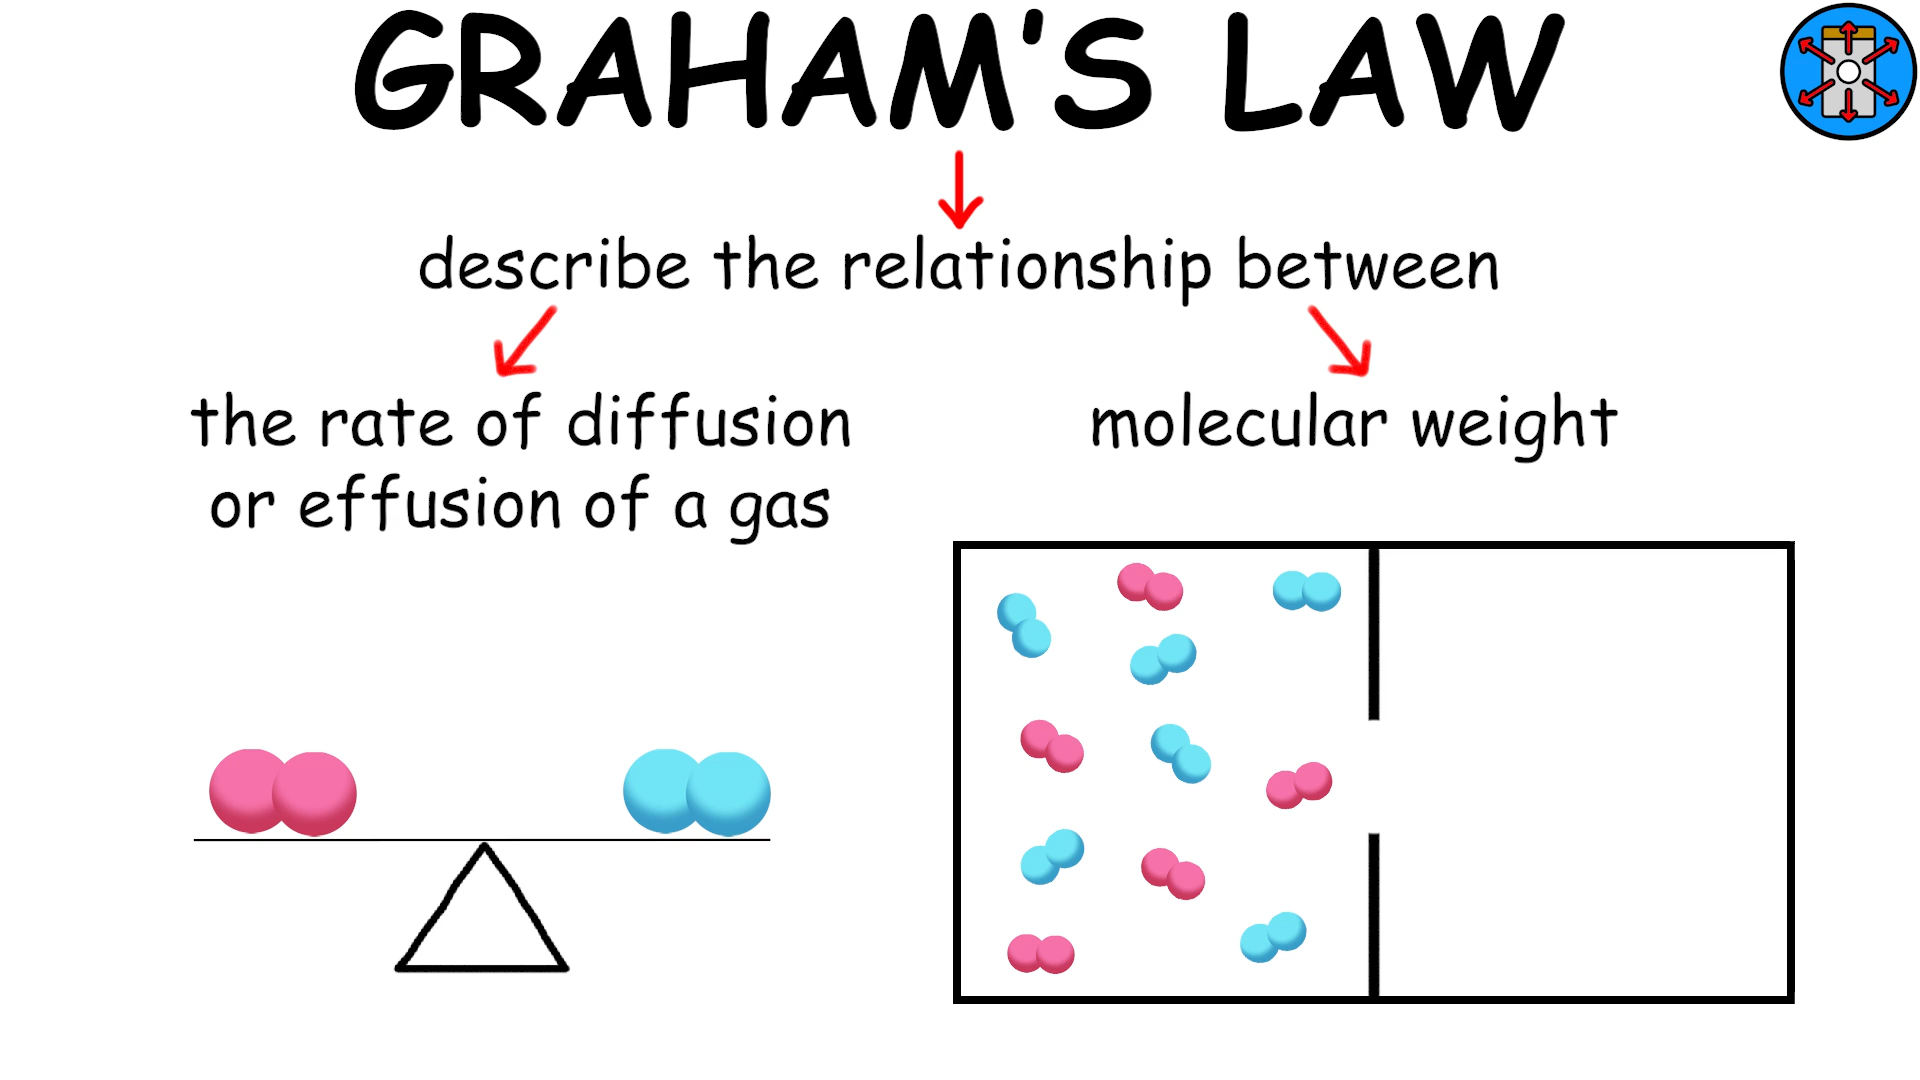 GRAHAM'S LAW
describe the relationship between
the rate of diffusion
or effusion of a gas
molecular weight